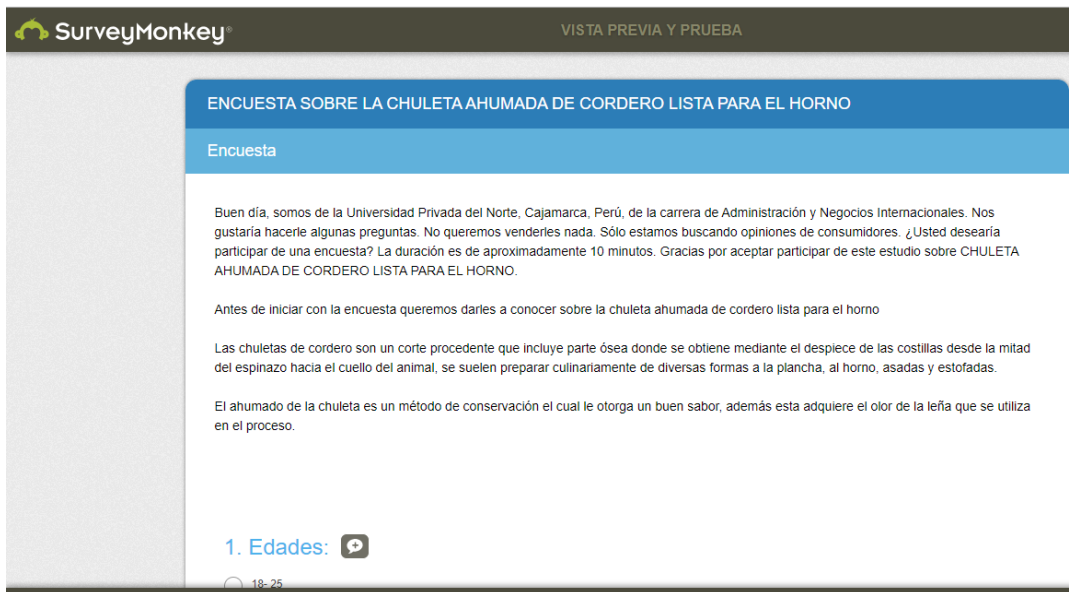 SurveyMonkey®
VISTA PREVIA Y PRUEBA
ENCUESTA SOBRE LA CHULETA AHUMADA DE CORDERO LISTA PARA EL HORNO
Encuesta
Buen día, somos de la Universidad Privada del Norte, Cajamarca, Perú, de la carrera de Administración y Negocios Internacionales. Nos
gustaría hacerle algunas preguntas. No queremos venderles nada. Sólo estamos buscando opiniones de consumidores. ¿Usted desearía
participar de una encuesta? La duración es de aproximadamente 10 minutos. Gracias por aceptar participar de este estudio sobre CHULETA
AHUMADA DE CORDERO LISTA PARA EL HORNO.
Antes de iniciar con la encuesta queremos darles a conocer sobre la chuleta ahumada de cordero lista para el horno
Las chuletas de cordero son un corte procedente que incluye parte ósea donde se obtiene mediante el despiece de las costillas desde la mitad
del espinazo hacia el cuello del animal, se suelen preparar culinariamente de diversas formas a la plancha, al horno, asadas y estofadas.
El ahumado de la chuleta es un método de conservación el cual le otorga un buen sabor, además esta adquiere el olor de la leña que se utiliza
en el proceso.
1. Edades:
18- 25